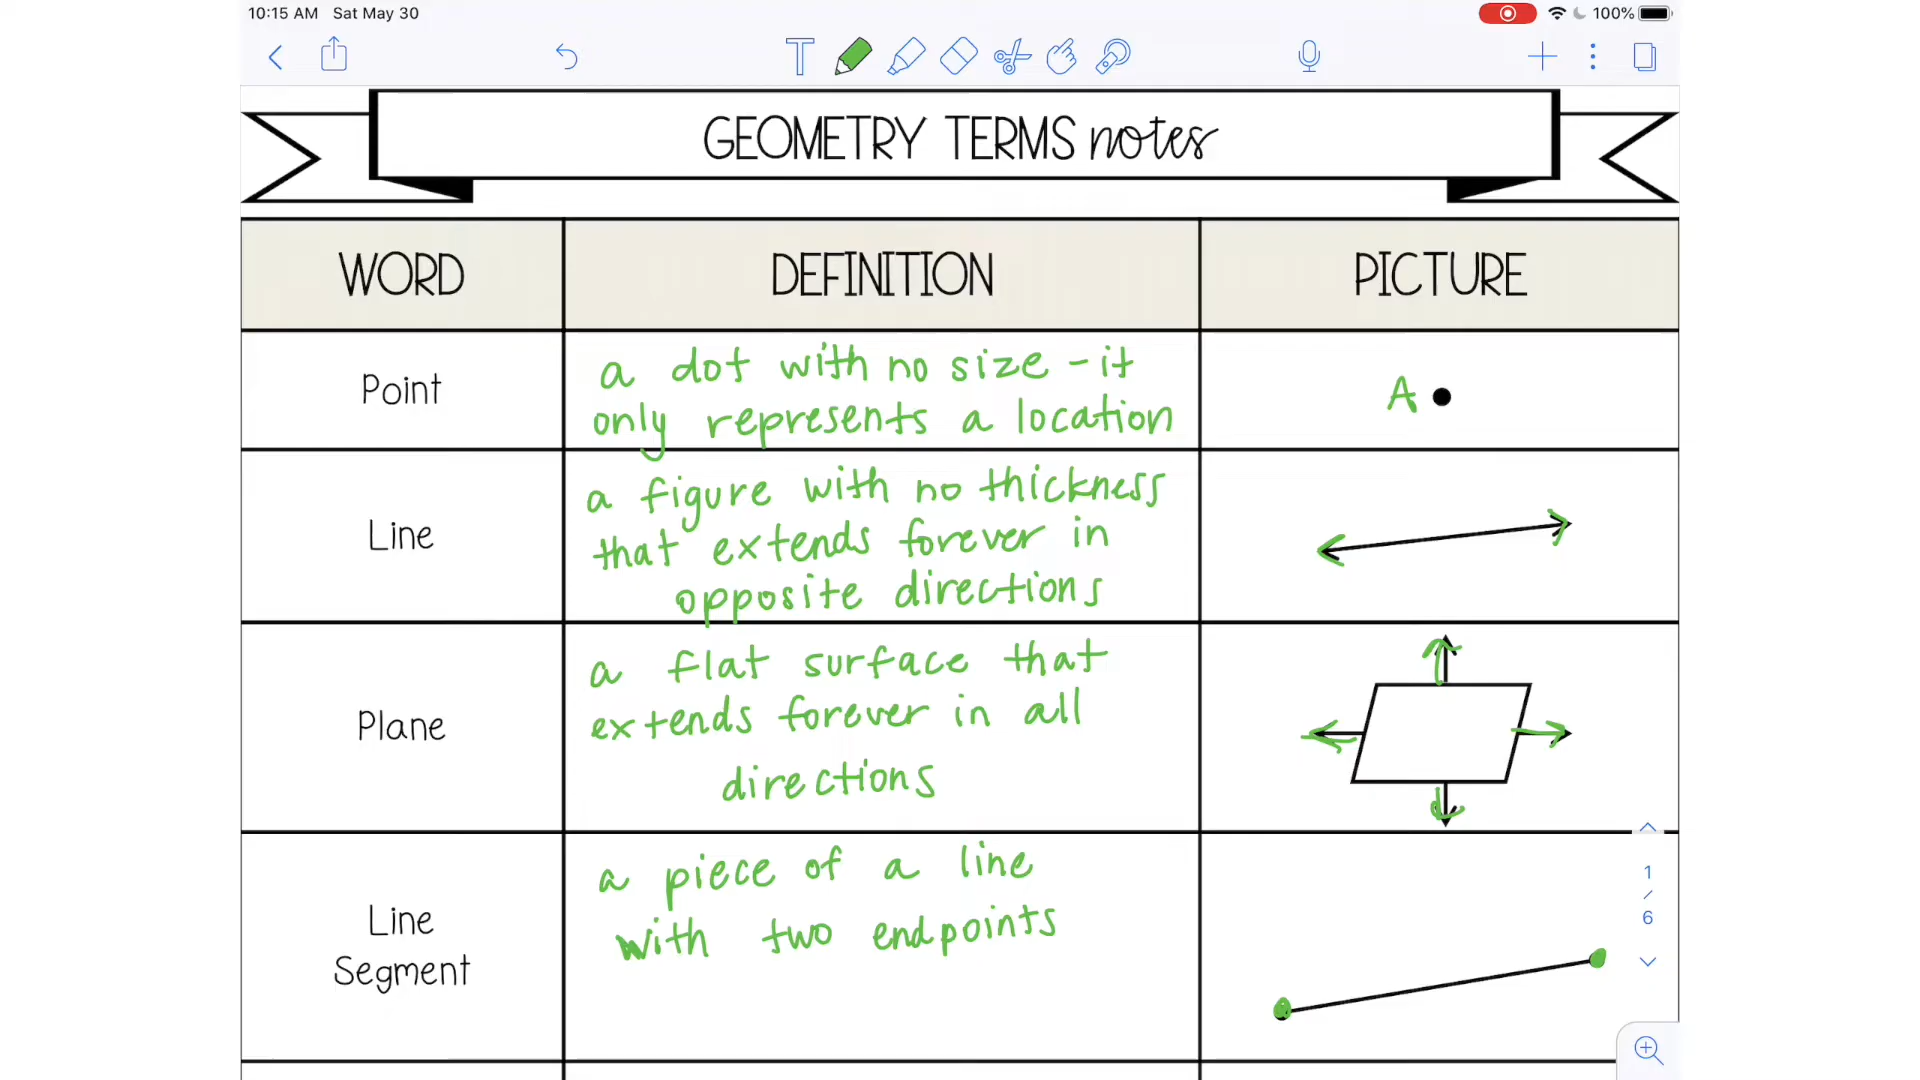 10:15 AM Sat May 30
100%
GEOMETRY TERMS notes
WORD
DEFINITION
PICTURE
Point
a dot with no size - it
only represents a location
A
Line
a figure with no thickness
that extends forever in
opposite directions
Plane
a flat surface that
extends forever in all
directions
Line
Segment
a piece of a line
with two endpoints
1
/
6